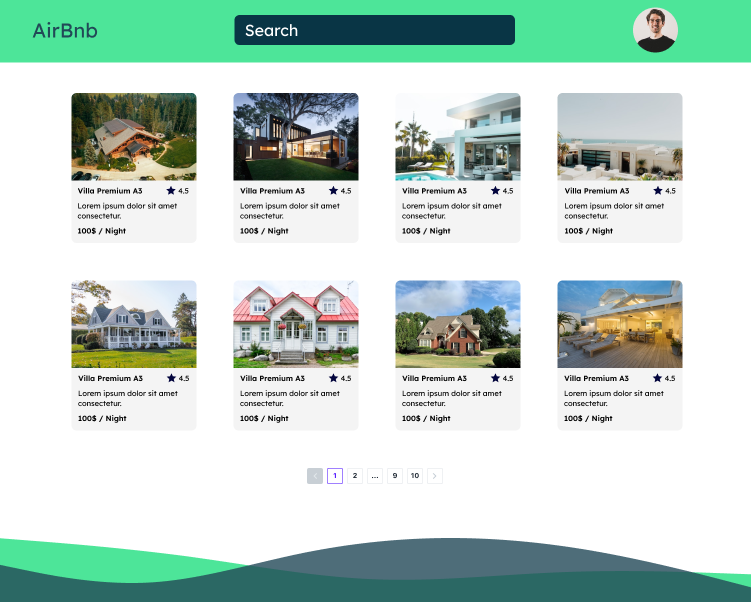 AirBnb
Search
Villa Premium A3 4.5
Lorem ipsum dolor sit amet
consectetur.
100$ / Night
Villa Premium A3 4.5
Lorem ipsum dolor sit amet
consectetur.
100$ / Night
Villa Premium A3 4.5
Lorem ipsum dolor sit amet
consectetur.
100$ / Night
Villa Premium A3 4.5
Lorem ipsum dolor sit amet
consectetur.
100$ / Night
Villa Premium A3 4.5
Lorem ipsum dolor sit amet
consectetur.
100$ / Night
Villa Premium A3 4.5
Lorem ipsum dolor sit amet
consectetur.
100$ / Night
Villa Premium A3 4.5
Lorem ipsum dolor sit amet
consectetur.
100$ / Night
Villa Premium A3 4.5
Lorem ipsum dolor sit amet
consectetur.
100$ / Night
1 2 ... 9 10